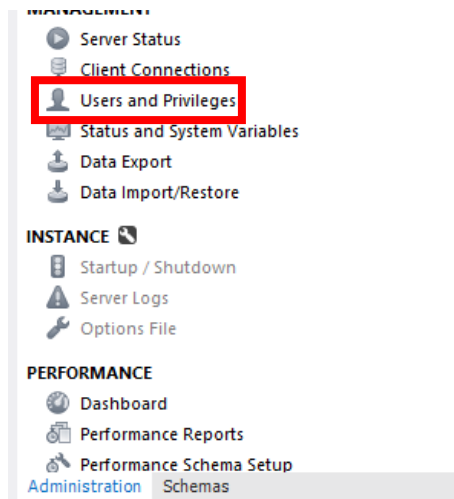 MANAGEMENT
Server Status
Client Connections
Users and Privileges
Status and System Variables
Data Export
Data Import/Restore
INSTANCE
Startup / Shutdown
Server Logs
Options File
PERFORMANCE
Dashboard
Performance Reports
Performance Schema Setup
Administration Schemas